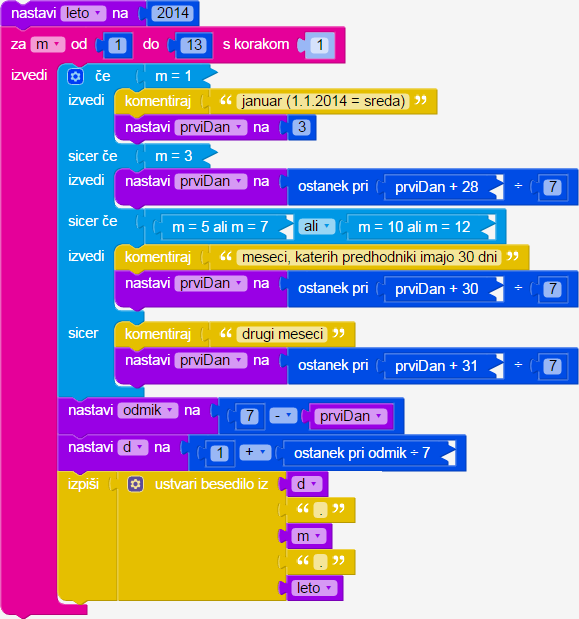 nastavi leto na 2014
za m od 1 do 13 s korakom 1
izvedi če m = 1
izvedi komentiraj “ januar (1.1.2014 = sreda) ”
nastavi prviDan na 3
sicer če m = 3
izvedi nastavi prviDan na ostanek pri prviDan + 28 ÷ 7
sicer če m = 5 ali m = 7 ali m = 10 ali m = 12
izvedi komentiraj “ meseci, katerih predhodniki imajo 30 dni ”
nastavi prviDan na ostanek pri prviDan + 30 ÷ 7
sicer komentiraj “ drugi meseci ”
nastavi prviDan na ostanek pri prviDan + 31 ÷ 7
nastavi odmik na 7 - prviDan
nastavi d na 1 + ostanek pri odmik ÷ 7
izpiši ustvari besedilo iz d
“ . ”
m
“ . ”
leto